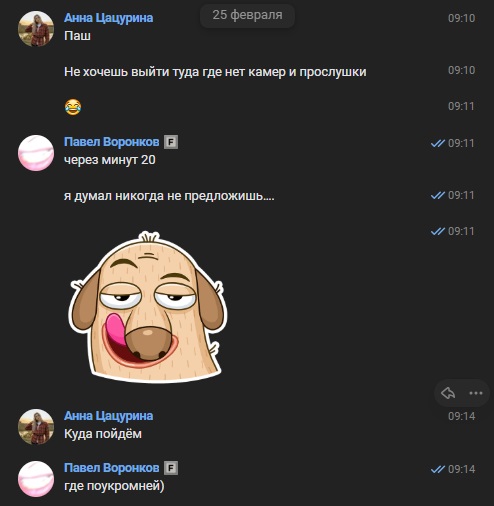 25 февраля
Анна Цацурина 09:10
Паш
Не хочешь выйти туда где нет камер и прослушки 09:10
😂 09:11
Павел Воронков F 09:11
через минут 20
я думал никогда не предложишь.... 09:11
09:11
Анна Цацурина 09:14
Куда пойдём
Павел Воронков F 09:14
где поукромней)